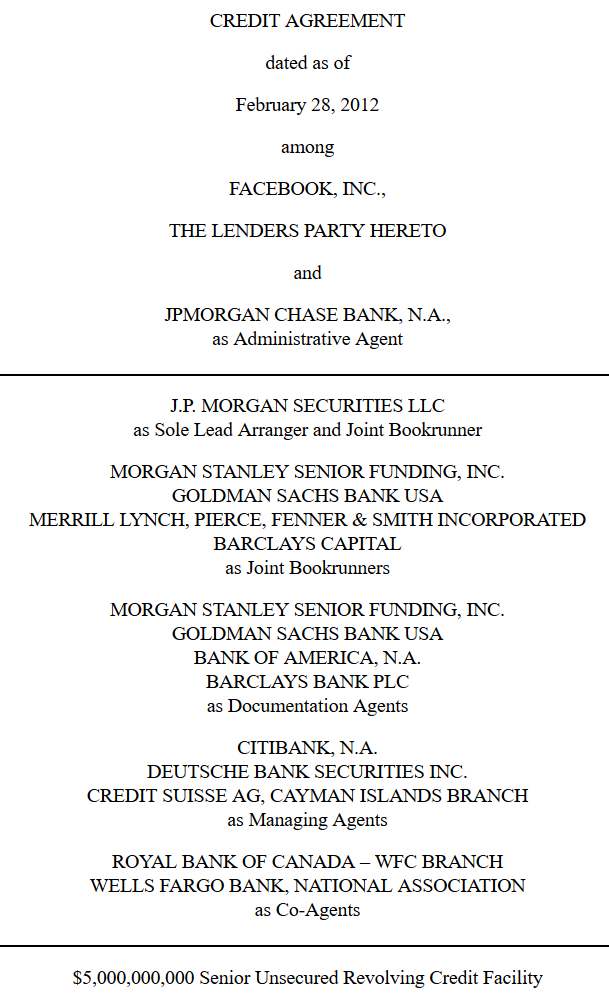 CREDIT AGREEMENT
dated as of
February 28, 2012
among
FACEBOOK, INC.,
THE LENDERS PARTY HERETO
and
JPMORGAN CHASE BANK, N.A.,
as Administrative Agent
J.P. MORGAN SECURITIES LLC
as Sole Lead Arranger and Joint Bookrunner
MORGAN STANLEY SENIOR FUNDING, INC.
GOLDMAN SACHS BANK USA
MERRILL LYNCH, PIERCE, FENNER & SMITH INCORPORATED
BARCLAYS CAPITAL
as Joint Bookrunners
MORGAN STANLEY SENIOR FUNDING, INC.
GOLDMAN SACHS BANK USA
BANK OF AMERICA, N.A.
BARCLAYS BANK PLC
as Documentation Agents
CITIBANK, N.A.
DEUTSCHE BANK SECURITIES INC.
CREDIT SUISSE AG, CAYMAN ISLANDS BRANCH
as Managing Agents
ROYAL BANK OF CANADA – WFC BRANCH
WELLS FARGO BANK, NATIONAL ASSOCIATION
as Co-Agents
$5,000,000,000 Senior Unsecured Revolving Credit Facility